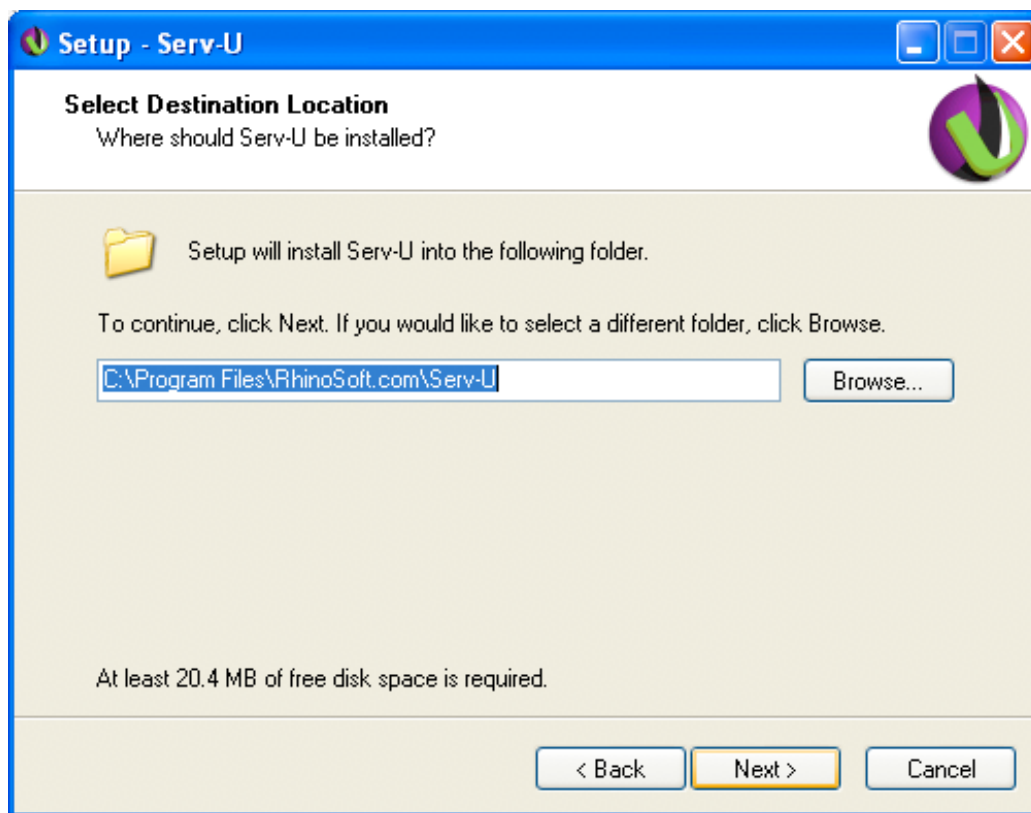 Setup - Serv-U
Select Destination Location
Where should Serv-U be installed?
Setup will install Serv-U into the following folder.
To continue, click Next. If you would like to select a different folder, click Browse.
C:\Program Files\RhinoSoft.com\Serv-U
Browse...
At least 20.4 MB of free disk space is required.
< Back
Next >
Cancel